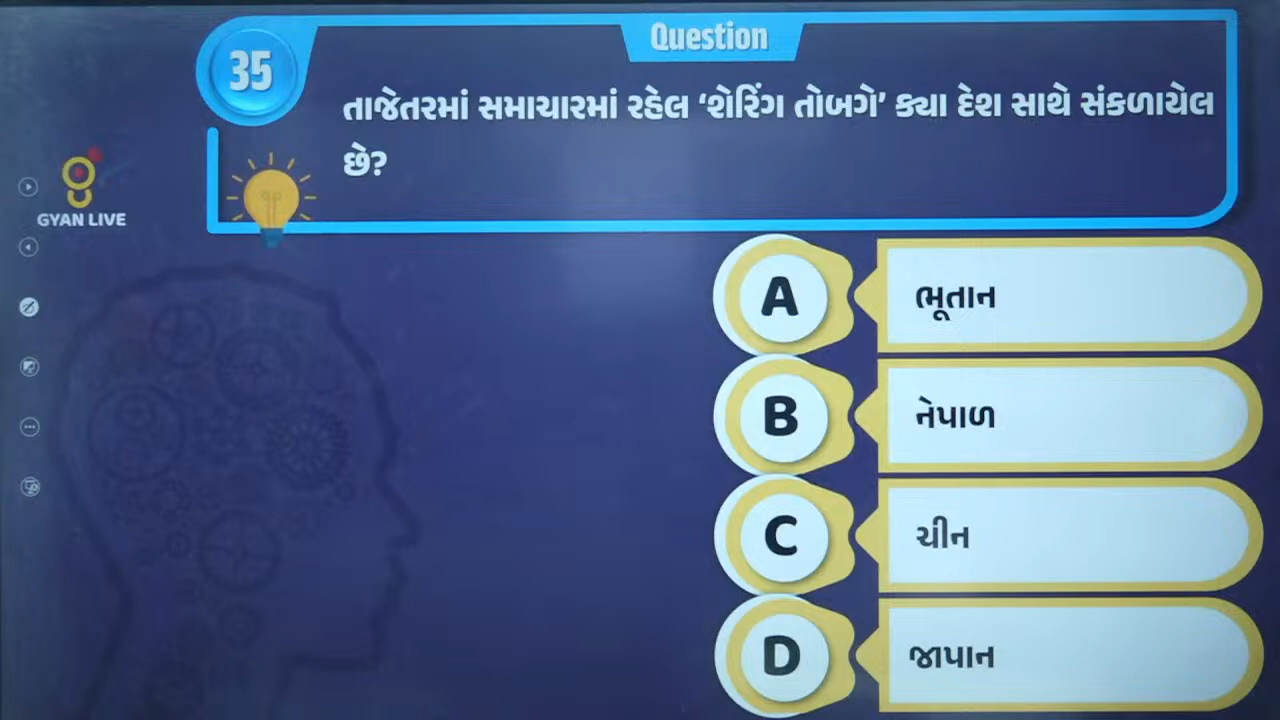 Question
35
તાજેતરમાં સમાચારમાં રહેલ ‘શેરિંગ તોબગે’ ક્યા દેશ સાથે સંકળાયેલ
છે?
GYAN LIVE
A ભૂતાન
B નેપાળ
C ચીન
D જાપાન